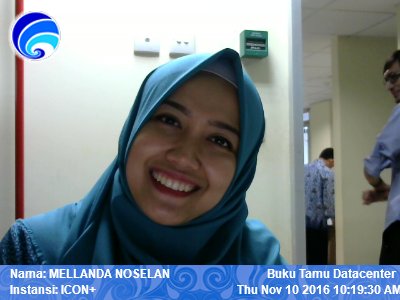 Nama: MELLANDA NOSELAN Buku Tamu Datacenter
Instansi: ICON+ Thu Nov 10 2016 10:19:30 AM